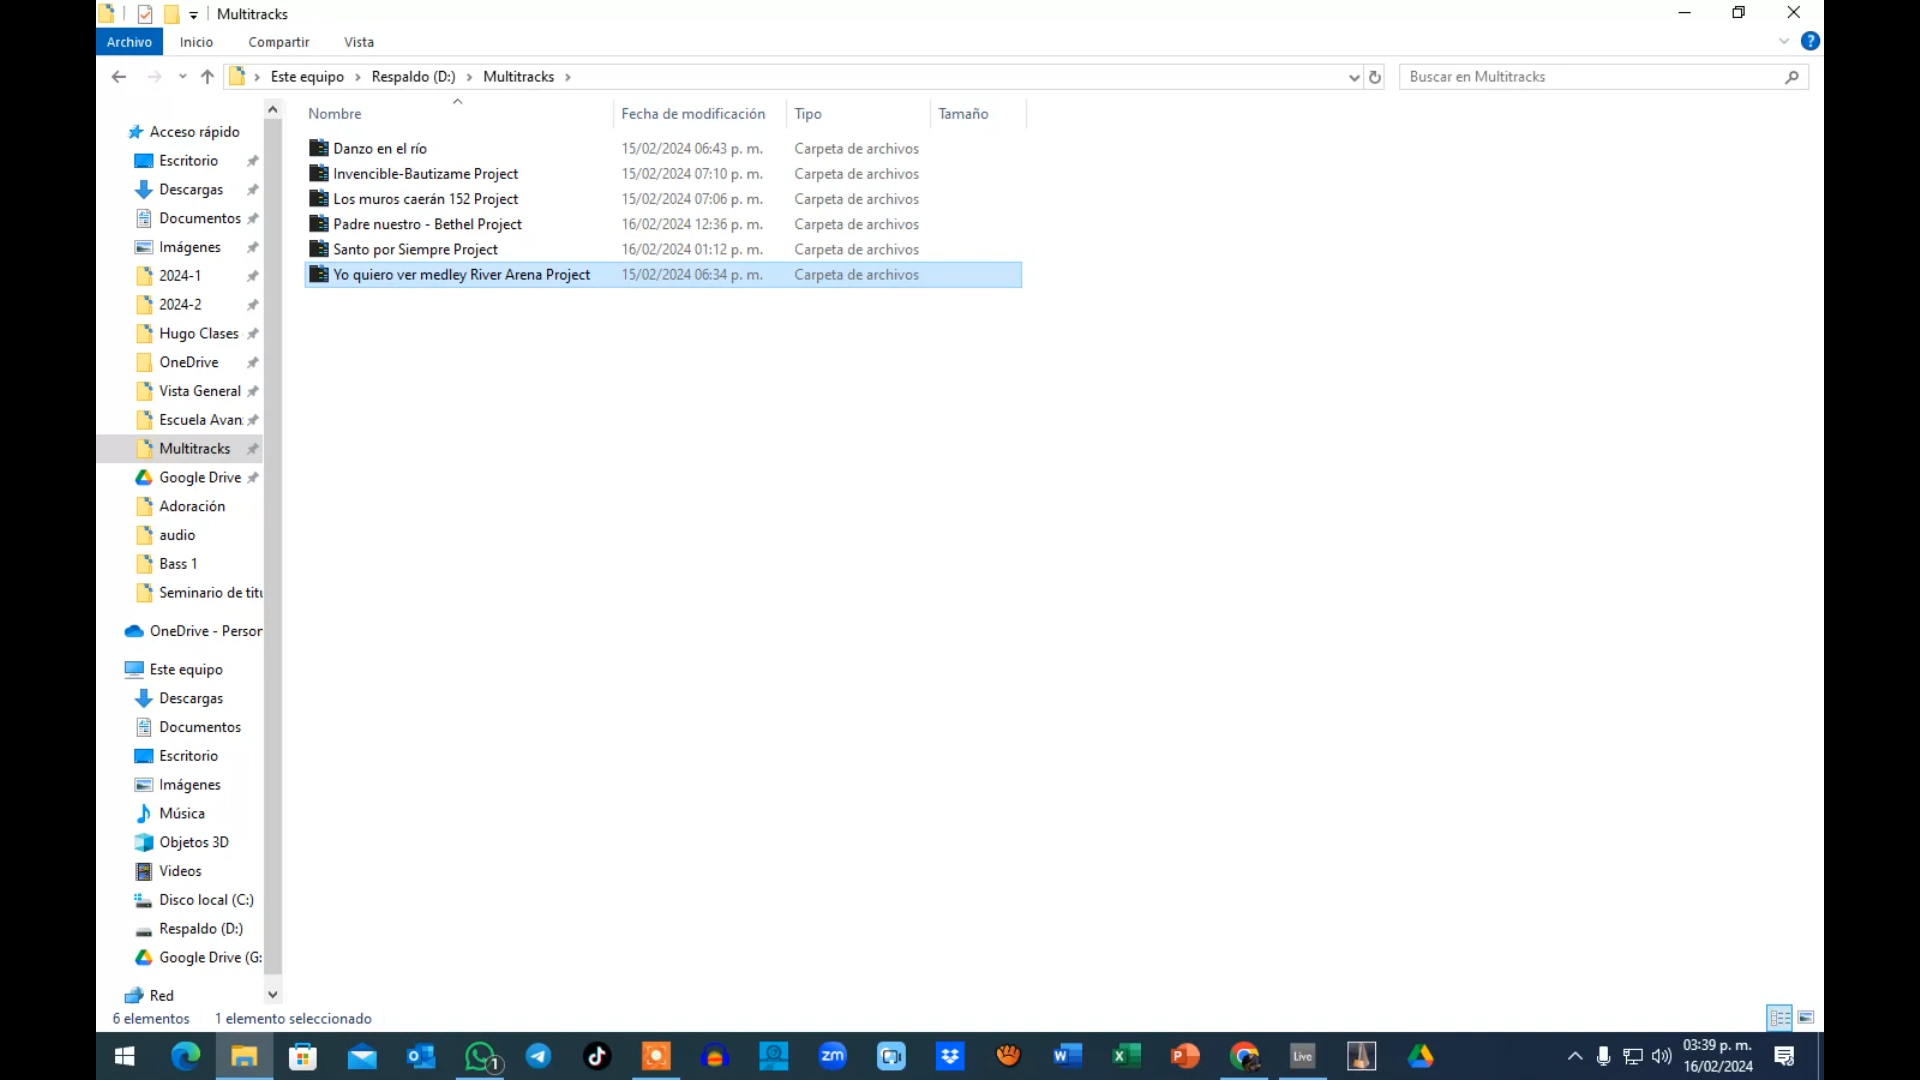 Multitracks
Archivo Inicio Compartir Vista
Este equipo Respaldo (D:) Multitracks Buscar en Multitracks
Nombre Fecha de modificación Tipo Tamaño
Danzo en el río 15/02/2024 06:43 p. m. Carpeta de archivos
Invencible-Bautizame Project 15/02/2024 07:10 p. m. Carpeta de archivos
Los muros caerán 152 Project 15/02/2024 07:06 p. m. Carpeta de archivos
Padre nuestro - Bethel Project 16/02/2024 12:36 p. m. Carpeta de archivos
Santo por Siempre Project 16/02/2024 01:12 p. m. Carpeta de archivos
Yo quiero ver medley River Arena Project 15/02/2024 06:34 p. m. Carpeta de archivos
Acceso rápido
Escritorio
Descargas
Documentos
Imágenes
2024-1
2024-2
Hugo Clases
OneDrive
Vista General
Escuela Avan
Multitracks
Google Drive
Adoración
audio
Bass 1
Seminario de titu
OneDrive - Person
Este equipo
Descargas
Documentos
Escritorio
Imágenes
Música
Objetos 3D
Videos
Disco local (C:)
Respaldo (D:)
Google Drive (G:
Red
6 elementos 1 elemento seleccionado
1 zm Live 03:39 p. m.
16/02/2024